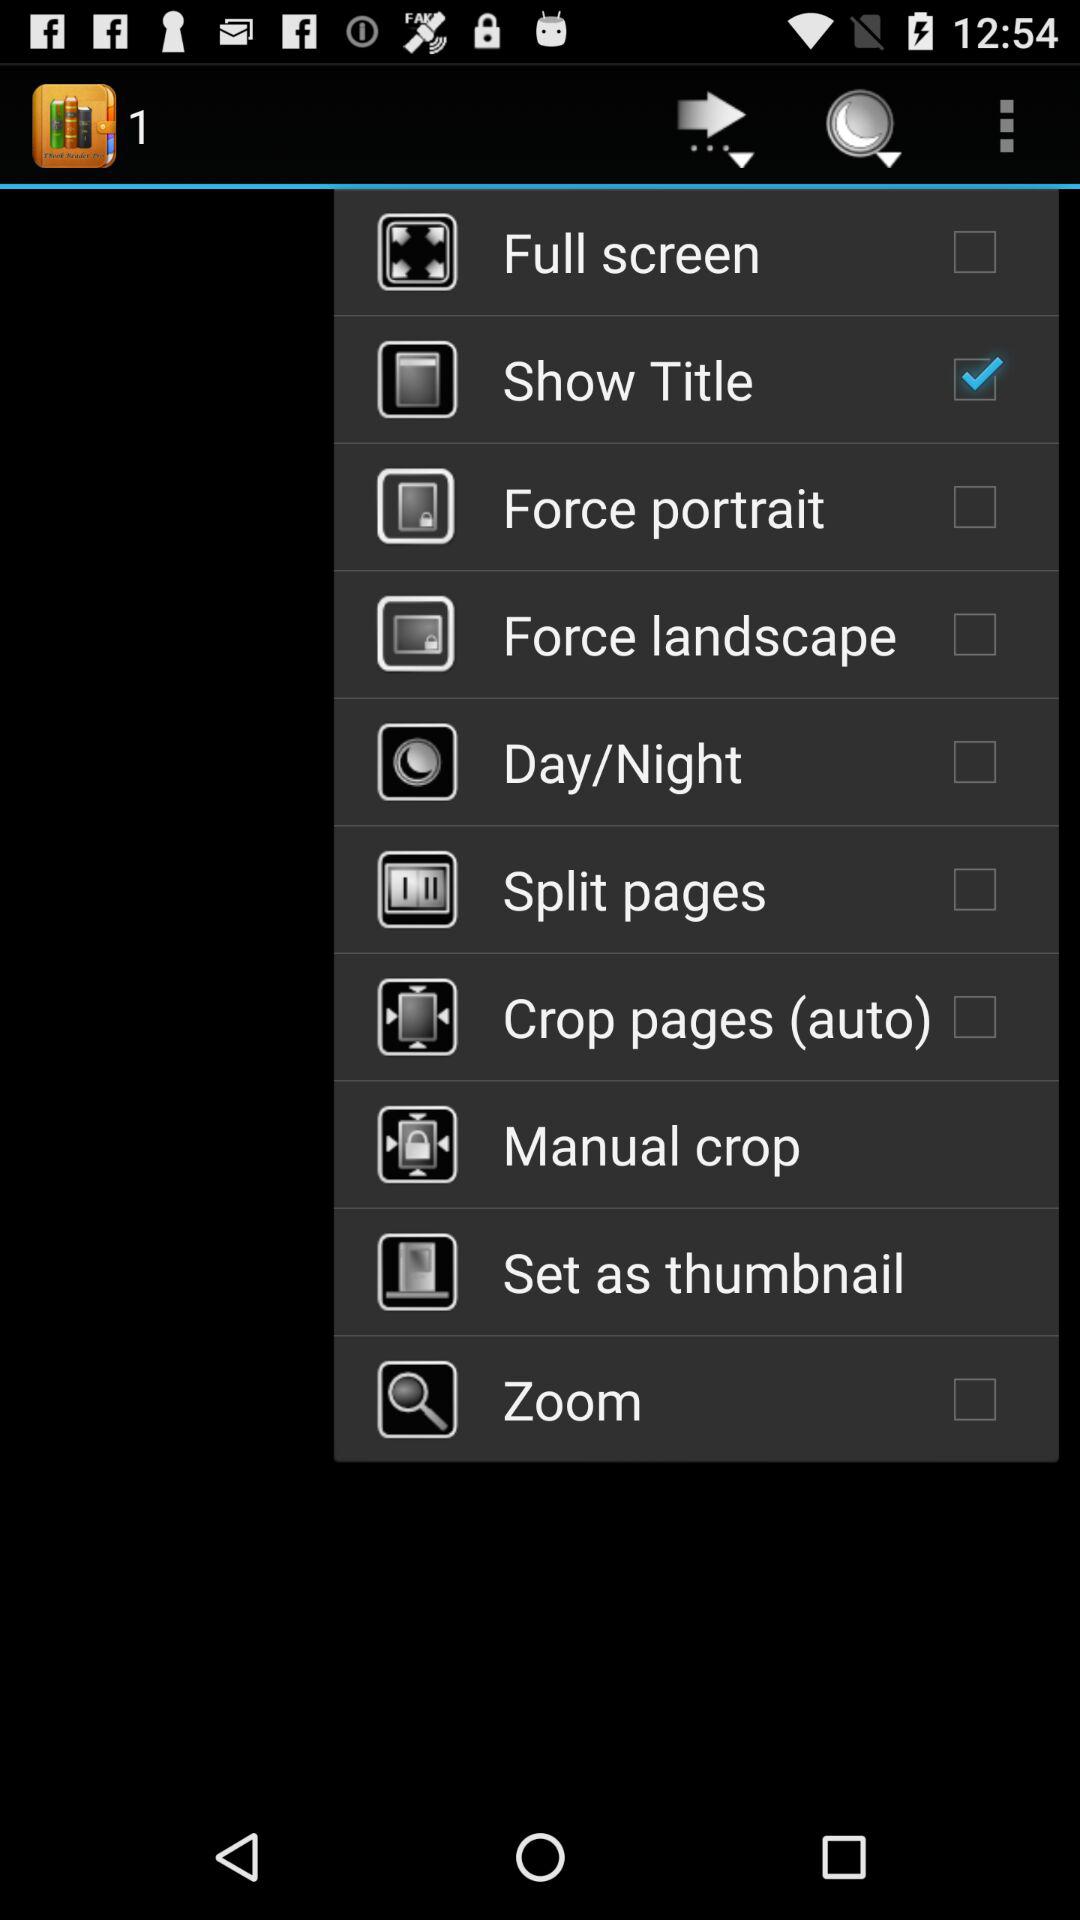 FAKE
12:54
1
Full screen
Show Title
Force portrait
Force landscape
Day/Night
Split pages
Crop pages (auto)
Manual crop
Set as thumbnail
Zoom